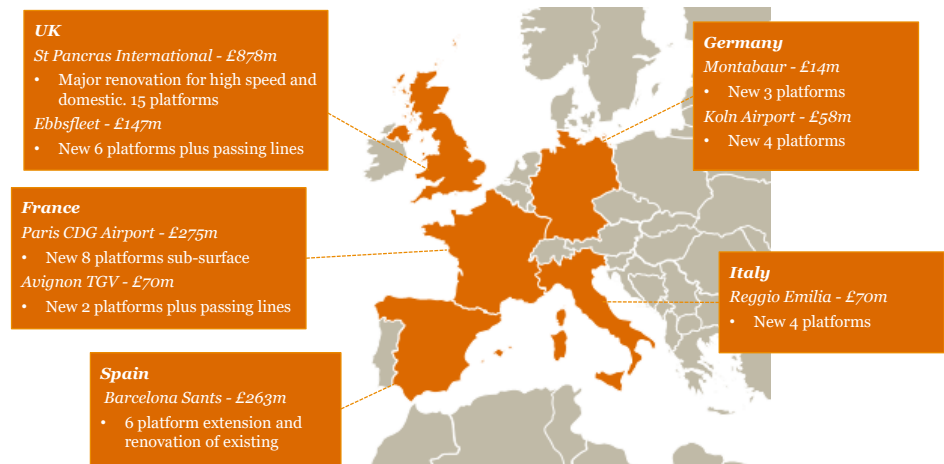 UK
St Pancras International - £878m
• Major renovation for high speed and
domestic. 15 platforms
Ebbsfleet - £147m
• New 6 platforms plus passing lines
France
Paris CDG Airport - £275m
• New 8 platforms sub-surface
Avignon TGV – £70m
• New 2 platforms plus passing lines
Spain
Barcelona Sants - £263m
• 6 platform extension and
renovation of existing
Germany
Montabaur - £14m
• New 3 platforms
Koln Airport - £58m
• New 4 platforms
Italy
Reggio Emilia - £70m
• New 4 platforms